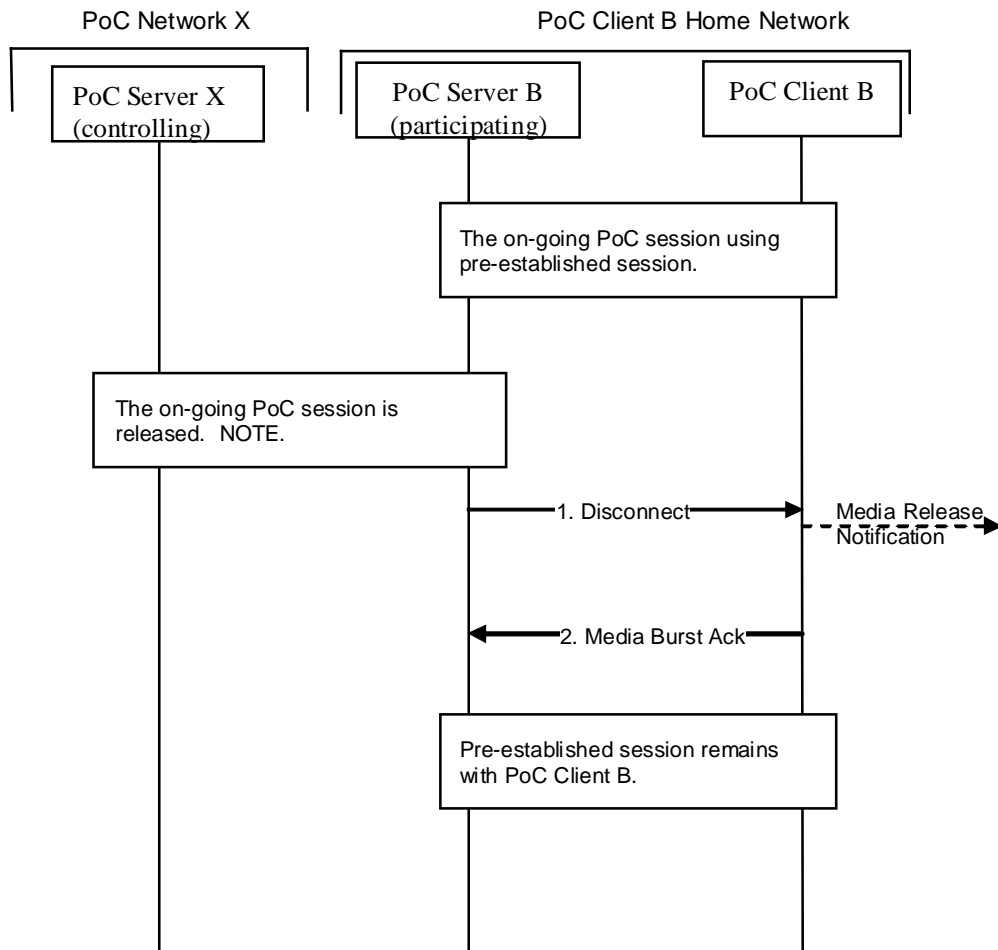 PoC Network X
PoC Client B Home Network
PoC Server X
(controlling)
PoC Server B
(participating)
PoC Client B
The on-going PoC session using
pre-established session.
The on-going PoC session is
released.  NOTE.
1. Disconnect
Media Release
Notification
2. Media Burst Ack
Pre-established session remains
with PoC Client B.